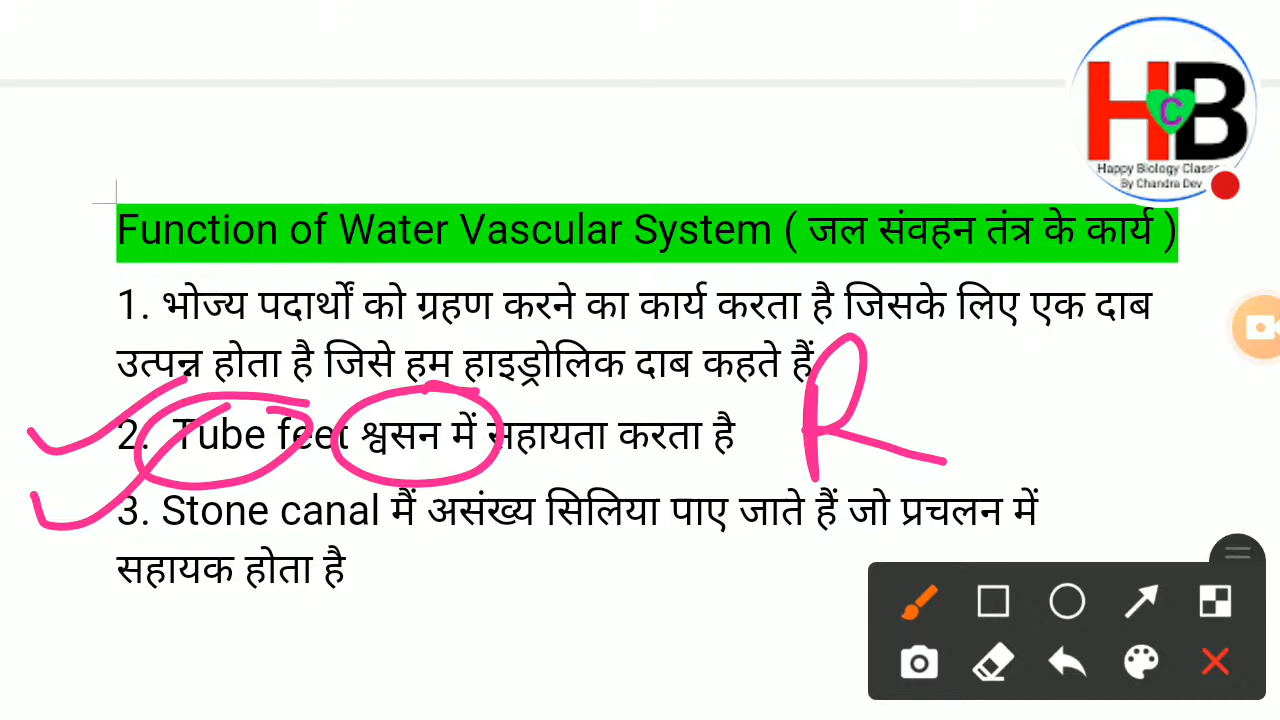 HB
C
Happy Biology Classe
By Chandra Dev
Function of Water Vascular System ( जल संवहन तंत्र के कार्य )
1. भोज्य पदार्थों को ग्रहण करने का कार्य करता है जिसके लिए एक दाब
उत्पन्न होता है जिसे हम हाइड्रोलिक दाब कहते हैं
2. Tube feet श्वसन में सहायता करता है
R
3. Stone canal मैं असंख्य सिलिया पाए जाते हैं जो प्रचलन में
सहायक होता है